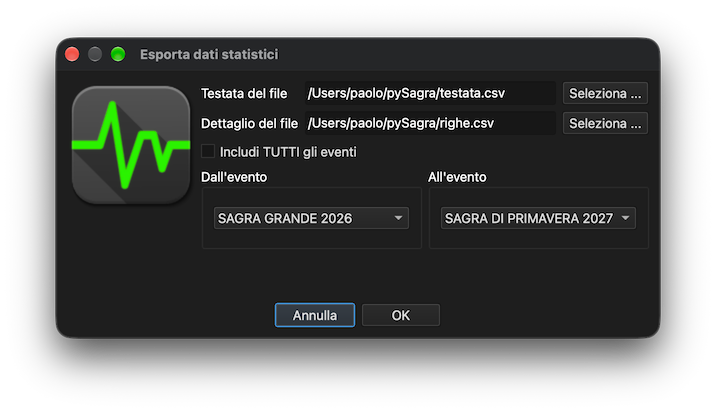 Esporta dati statistici
Testata del file /Users/paolo/pySagra/testata.csv Seleziona ...
Dettaglio del file /Users/paolo/pySagra/righe.csv Seleziona ...
Includi TUTTI gli eventi
Dall'evento All'evento
SAGRA GRANDE 2026 SAGRA DI PRIMAVERA 2027
Annulla OK